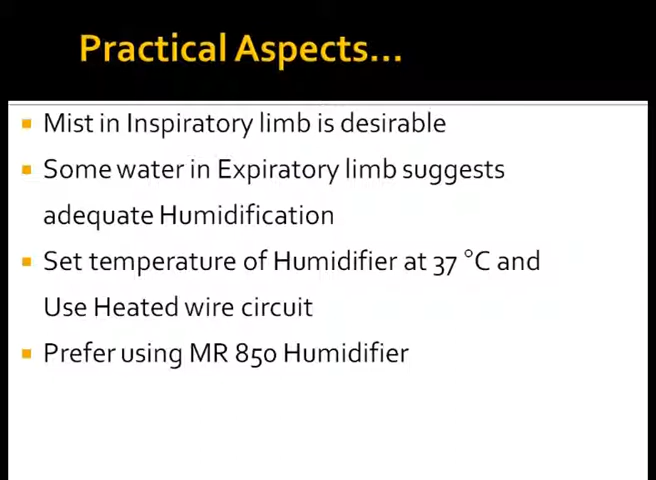 Practical Aspects...
Mist in Inspiratory limb is desirable
Some water in Expiratory limb suggests
adequate Humidification
Set temperature of Humidifier at 37 °C and
Use Heated wire circuit
Prefer using MR 850 Humidifier